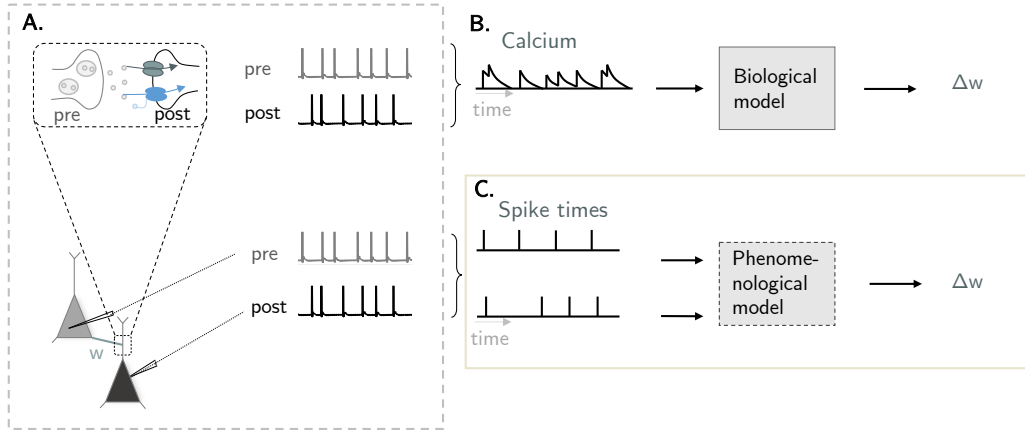 A.
pre
post
pre
post
pre
post
w
B.
Calcium
time
Biological
model
Δw
C.
Spike times
time
Phenome-
nological
model
Δw